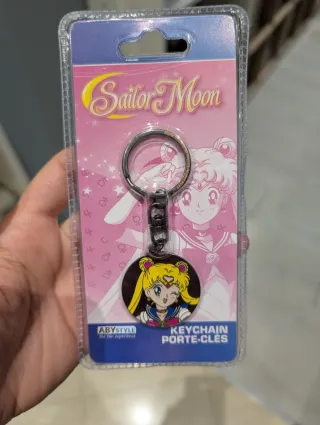 Sailor Moon
ABYSTYLE
KEYCHAIN
PORTE-CLÉS